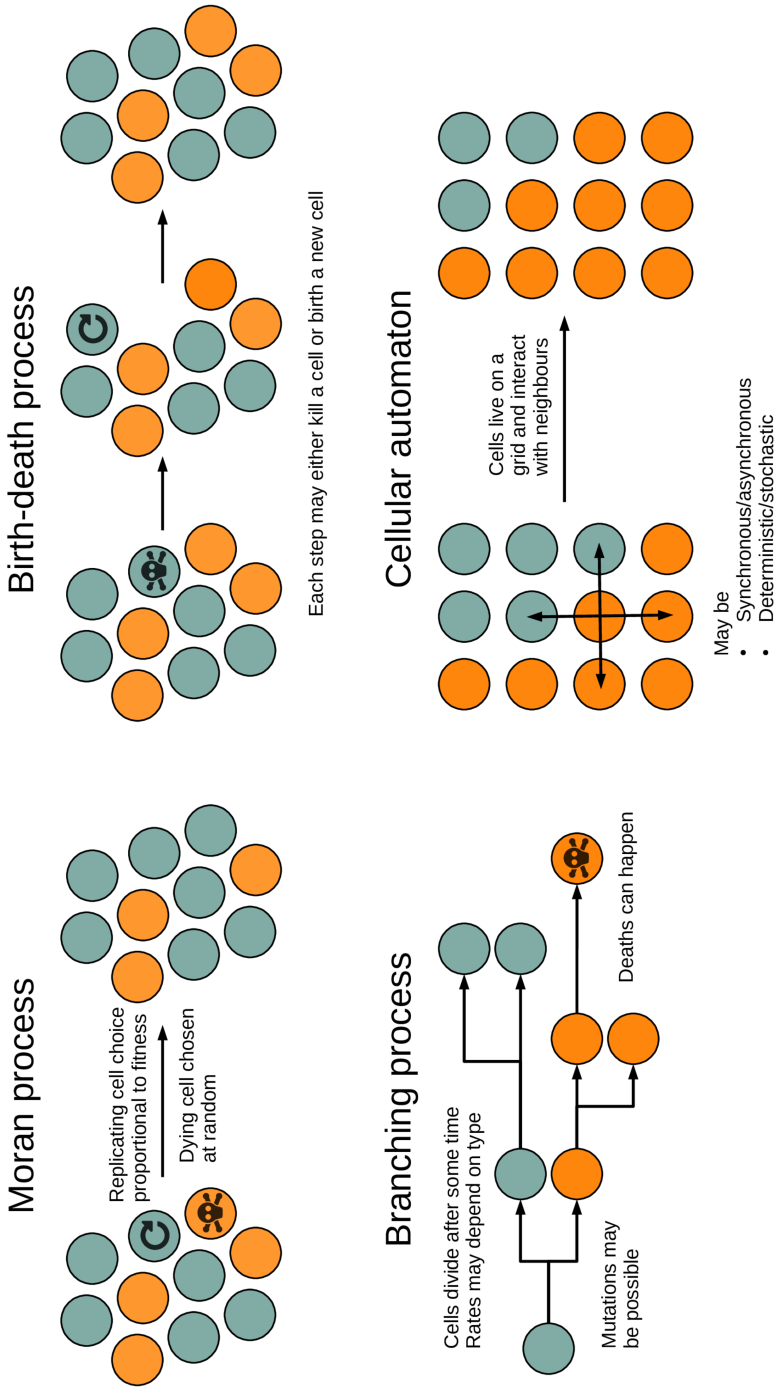 Moran process
Replicating cell choice
proportional to fitness
Dying cell chosen
at random
Birth-death process
Each step may either kill a cell or birth a new cell
Branching process
Cells divide after some time
Rates may depend on type
Mutations may
be possible
Deaths can happen
Cellular automaton
Cells live on a
grid and interact
with neighbours
May be
• Synchronous/asynchronous
• Deterministic/stochastic